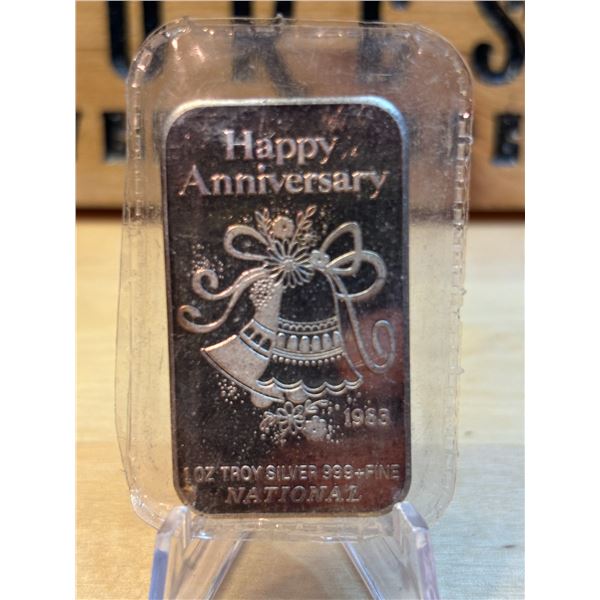 Happy
Anniversary
1983
1 OZ TROY SILVER 999+FINE
NATIONAL